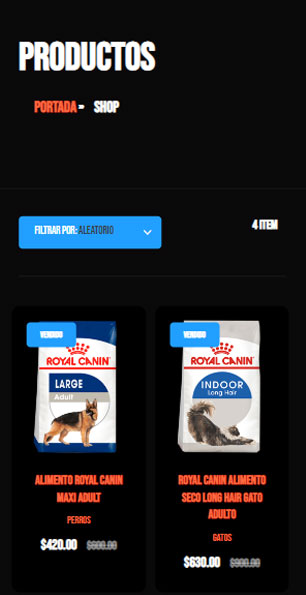 PRODUCTOS
PORTADA » SHOP
FILTRAR POR: ALEATORIO
4 ITEM
VENDIDO
ROYAL CANIN
LARGE
Adult
ALIMENTO ROYAL CANIN
MAXI ADULT
PERROS
$420.00 $600.00
VENDIDO
ROYAL CANIN
INDOOR
Long Hair
ROYAL CANIN ALIMENTO
SECO LONG HAIR GATO
ADULTO
GATOS
$630.00 $900.00